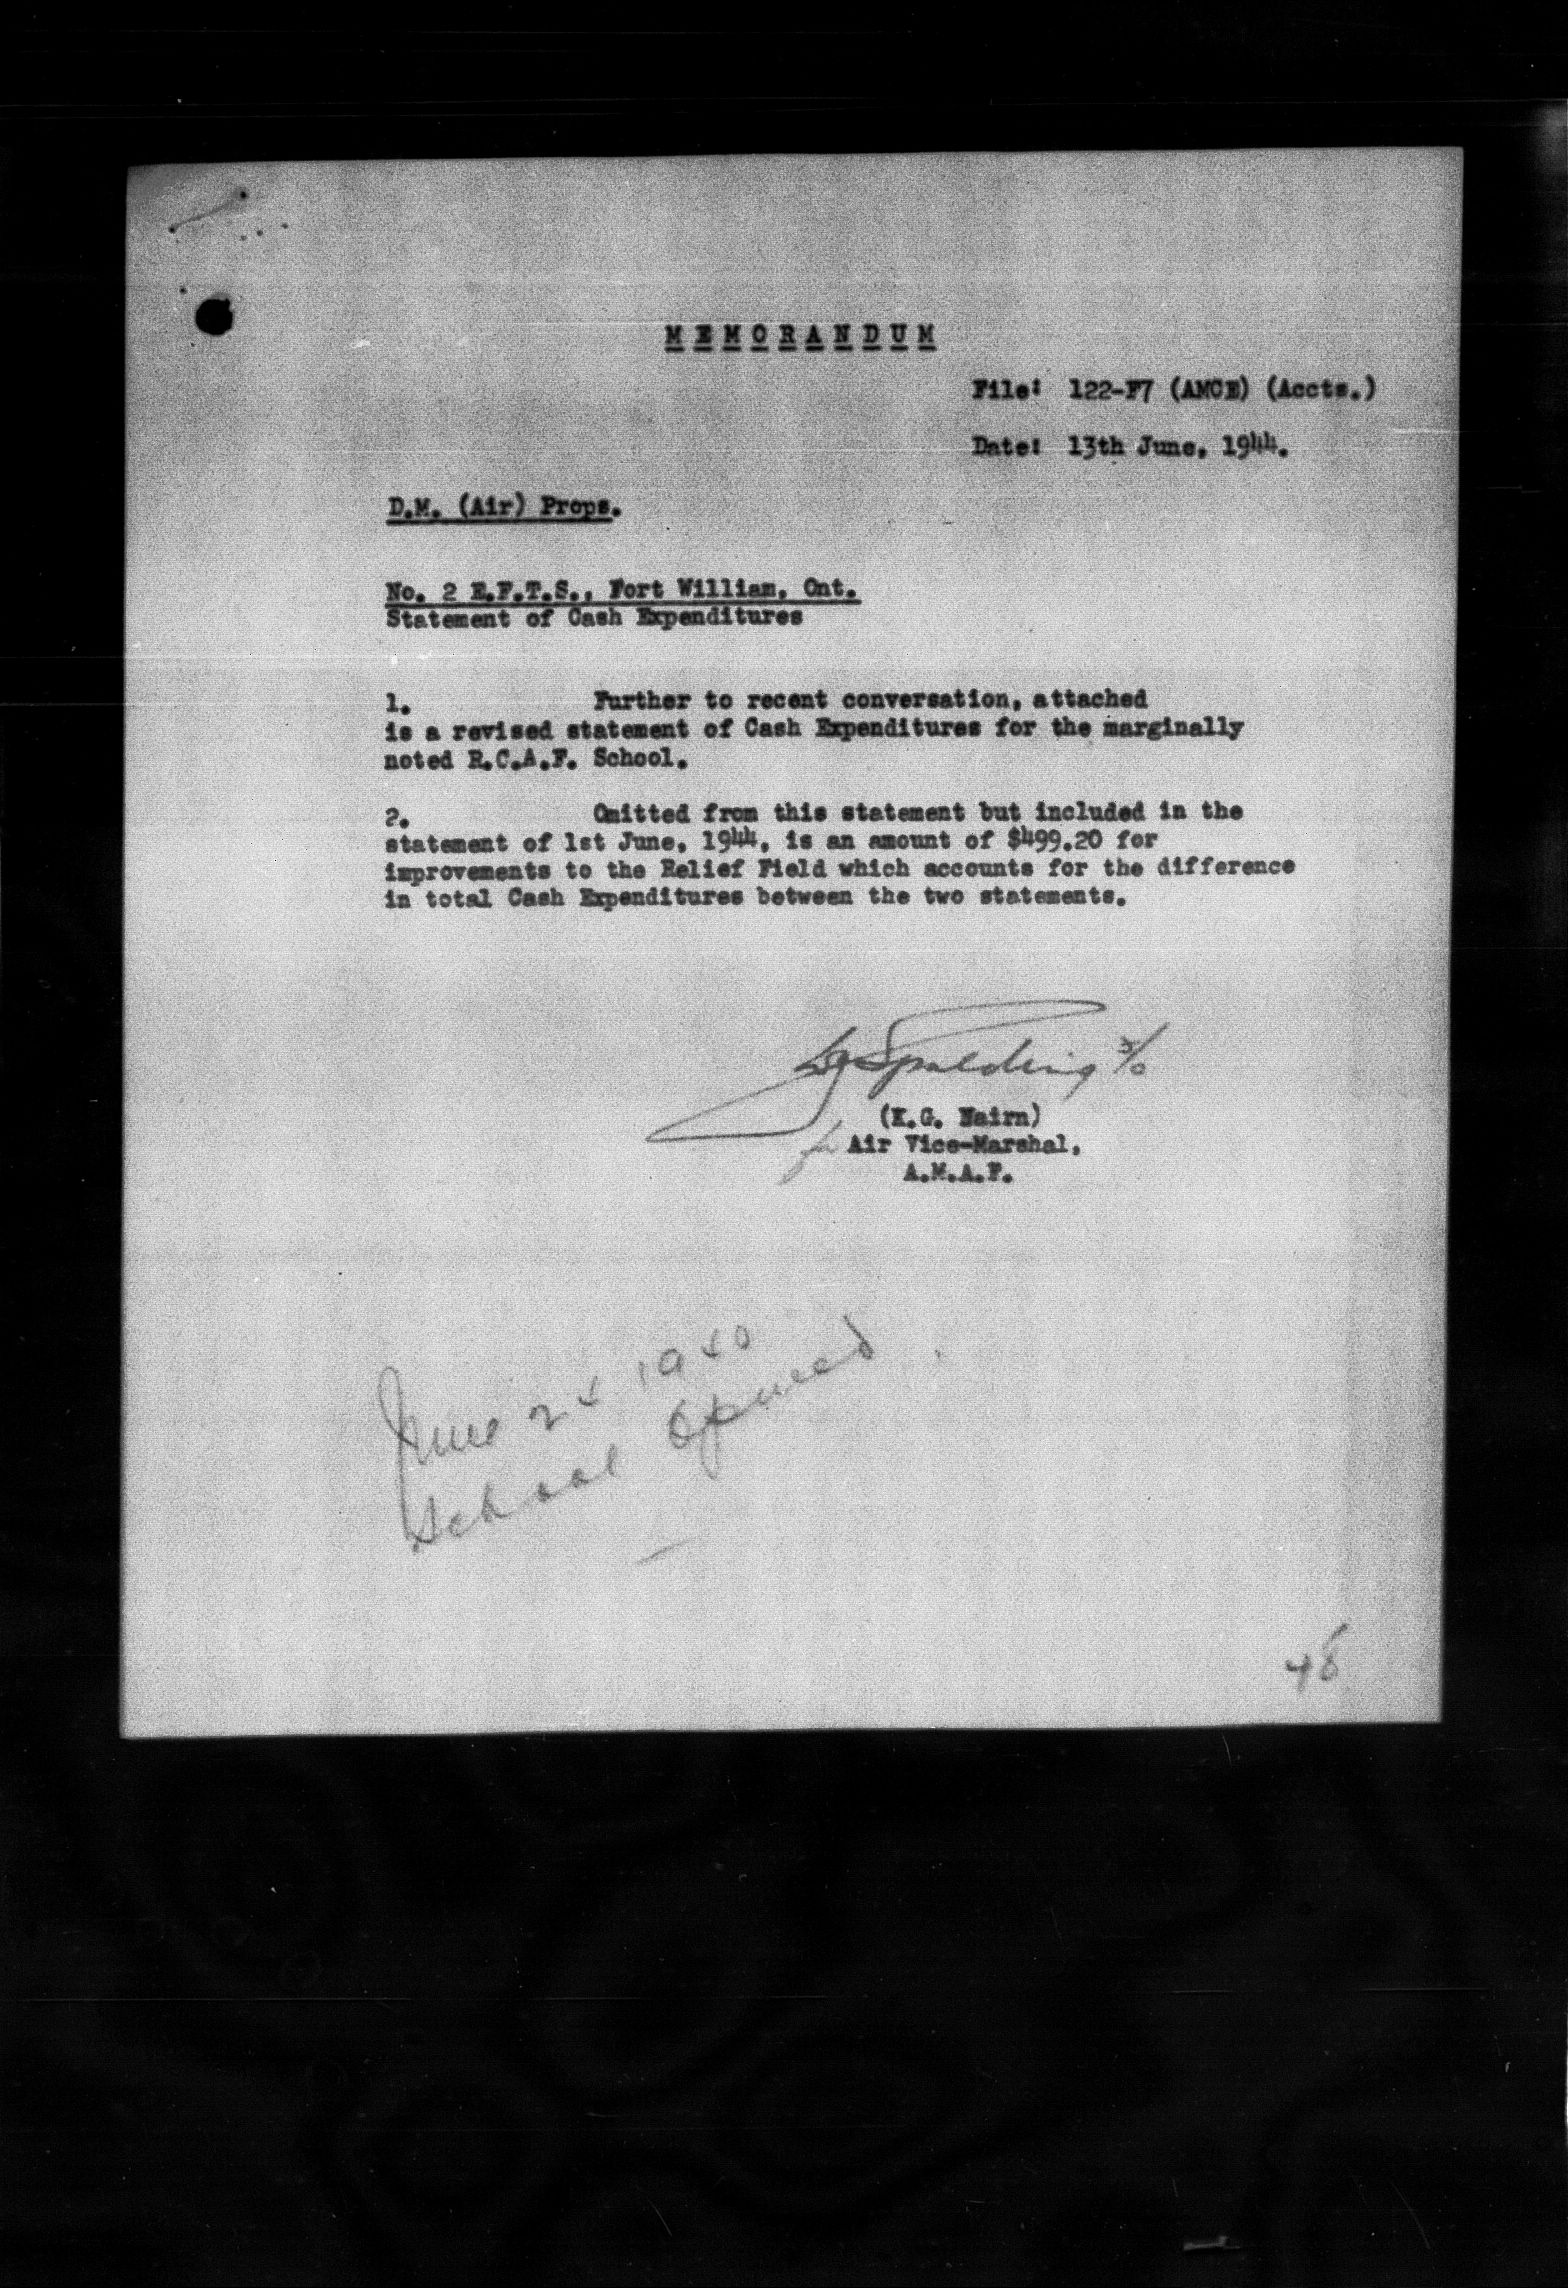 MEMORANDUM
File: 122-F7 (AMCE) (Accts.)
Date: 13th June, 1944.
D.M. (Air) Props.
No. 2 E.F.T.S., Fort William, Ont.
Statement of Cash Expenditures
1. Further to recent conversation, attached
is a revised statement of Cash Expenditures for the marginally
noted R.C.A.F. School.
2. Omitted from this statement but included in the
statement of 1st June, 1944, is an amount of $499.20 for
improvements to the Relief Field which accounts for the difference
in total Cash Expenditures between the two statements.
Spalding
(K.G. Nairn)
for Air Vice-Marshal,
A.M.A.F.
June 24 1940
School Opened
48